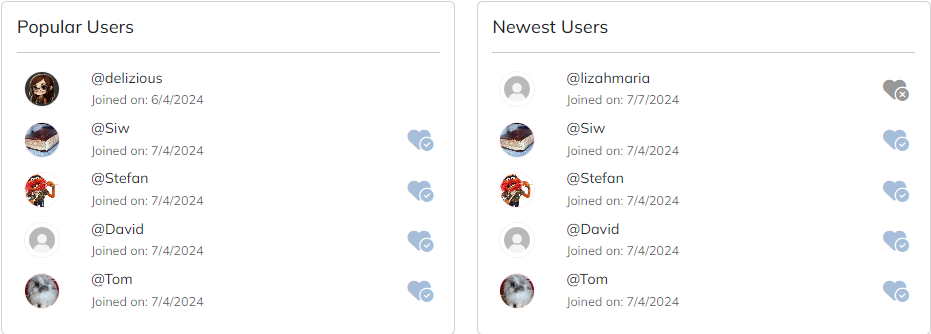 Popular Users
@delizious
Joined on: 6/4/2024
@Siw
Joined on: 7/4/2024
@Stefan
Joined on: 7/4/2024
@David
Joined on: 7/4/2024
@Tom
Joined on: 7/4/2024
Newest Users
@lizahmaria
Joined on: 7/7/2024
@Siw
Joined on: 7/4/2024
@Stefan
Joined on: 7/4/2024
@David
Joined on: 7/4/2024
@Tom
Joined on: 7/4/2024